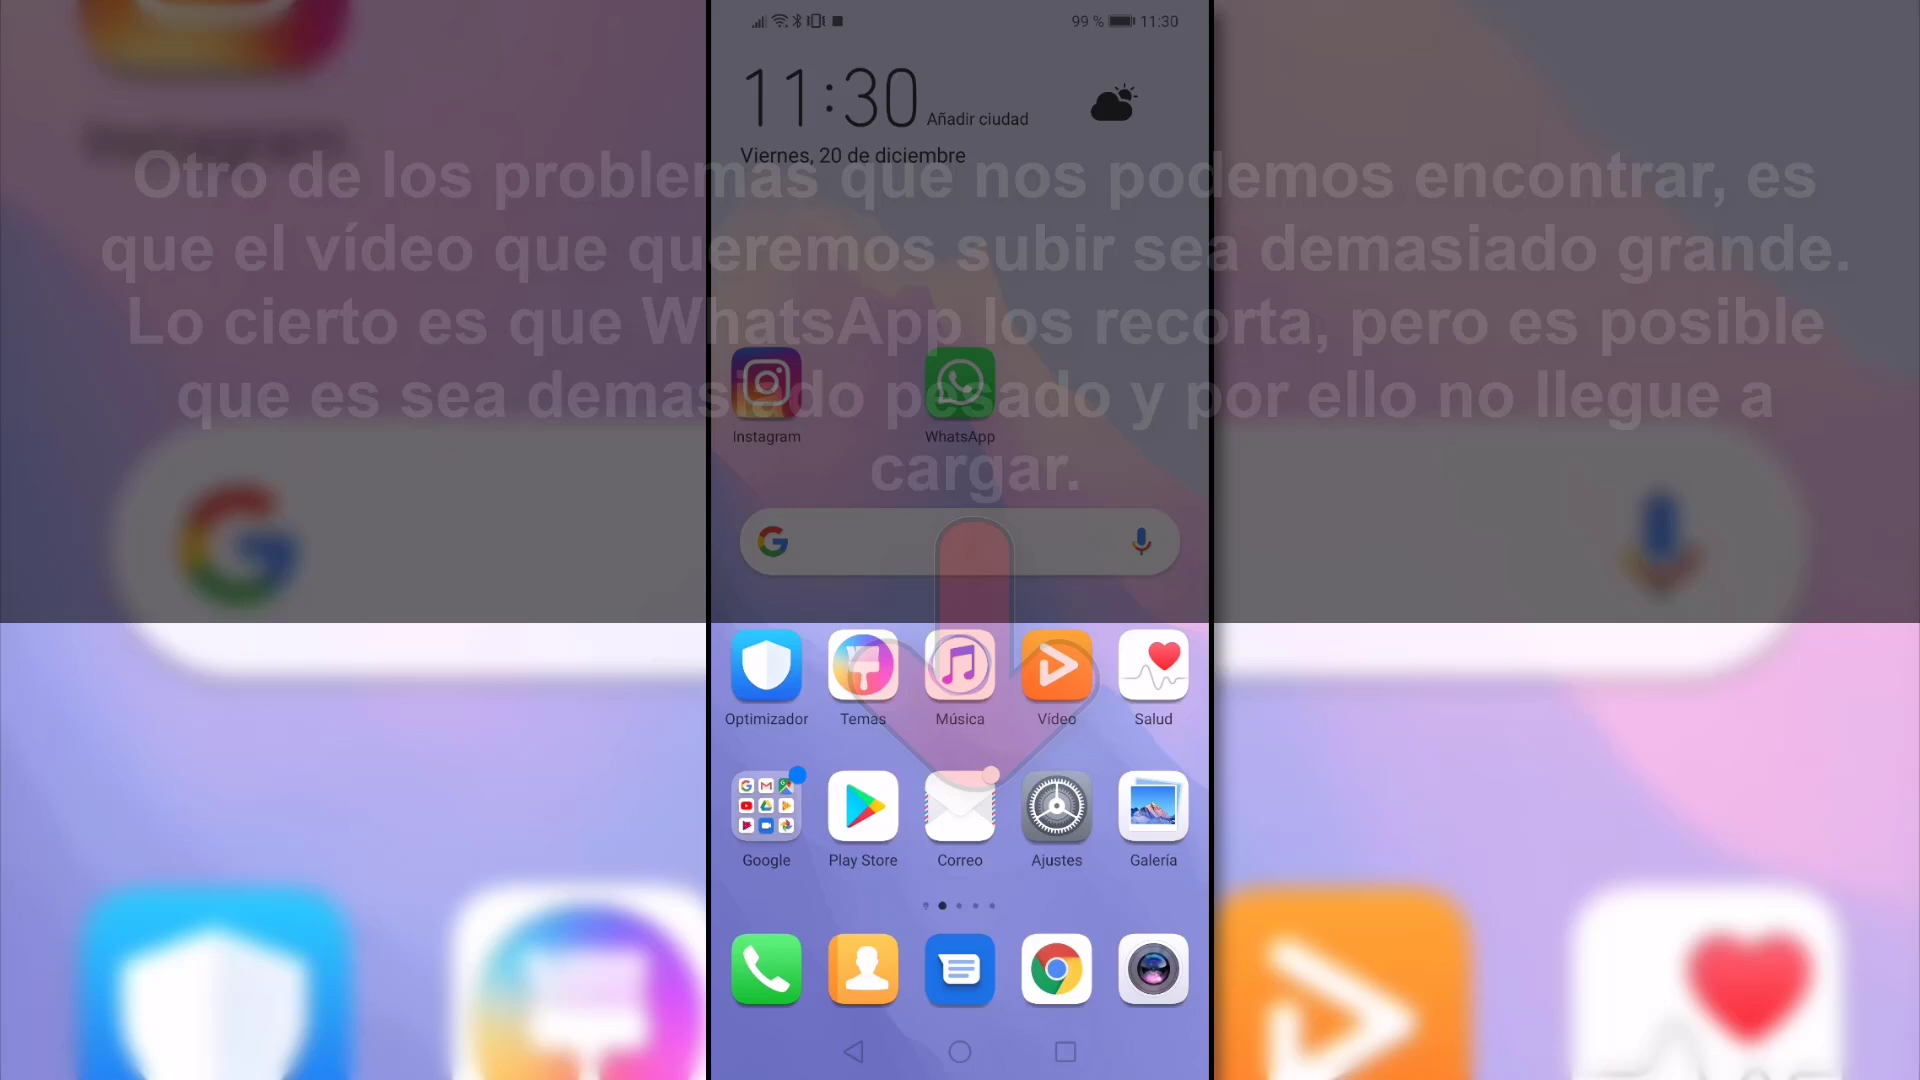 99 % 11:30
11:30 Añadir ciudad
Viernes, 20 de diciembre
Otro de los problemas que nos podemos encontrar, es
que el vídeo que queremos subir sea demasiado grande.
Lo cierto es que WhatsApp los recorta, pero es posible
que es sea demasiado pesado y por ello no llegue a
cargar.
Instagram WhatsApp
Optimizador Temas Música Vídeo Salud
Google Play Store Correo Ajustes Galería